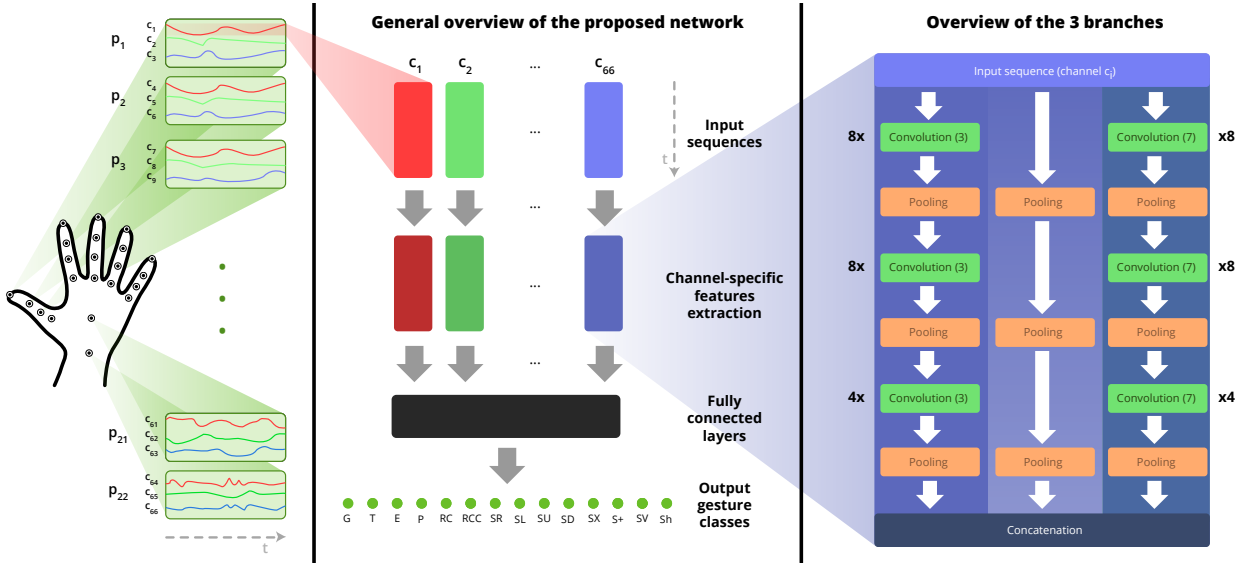 p1
c1
c2
c3
p2
c4
c5
c6
p3
c7
c8
c9
p21
c61
c62
c63
p22
c64
c65
c66
t
General overview of the proposed network
C1
C2
...
C66
...
Input
sequences
t
...
...
Channel-specific
features
extraction
...
Fully
connected
layers
Output
gesture
classes
G T E P RC RCC SR SL SU SD SX S+ SV Sh
Overview of the 3 branches
Input sequence (channel ci)
8x Convolution (3) Convolution (7) x8
Pooling Pooling Pooling
8x Convolution (3) Convolution (7) x8
Pooling Pooling Pooling
4x Convolution (3) Convolution (7) x4
Pooling Pooling Pooling
Concatenation